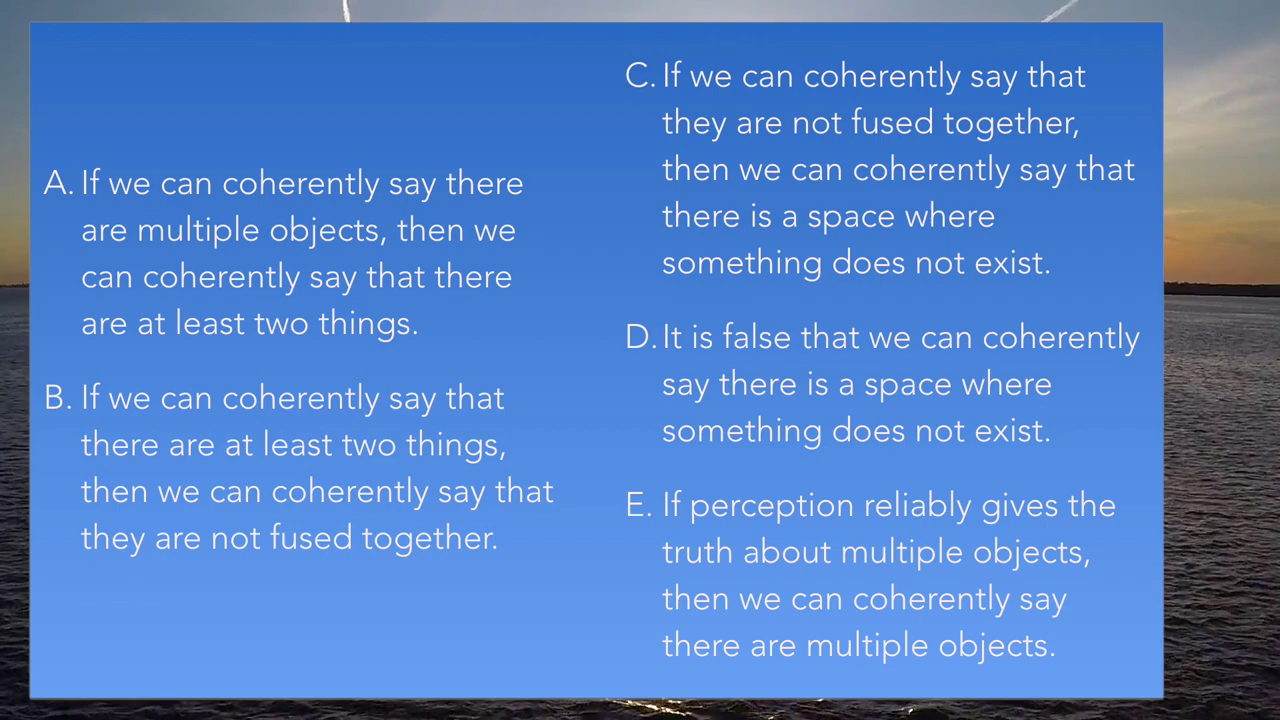 A. If we can coherently say there
are multiple objects, then we
can coherently say that there
are at least two things.
B. If we can coherently say that
there are at least two things,
then we can coherently say that
they are not fused together.
C. If we can coherently say that
they are not fused together,
then we can coherently say that
there is a space where
something does not exist.
D. It is false that we can coherently
say there is a space where
something does not exist.
E. If perception reliably gives the
truth about multiple objects,
then we can coherently say
there are multiple objects.